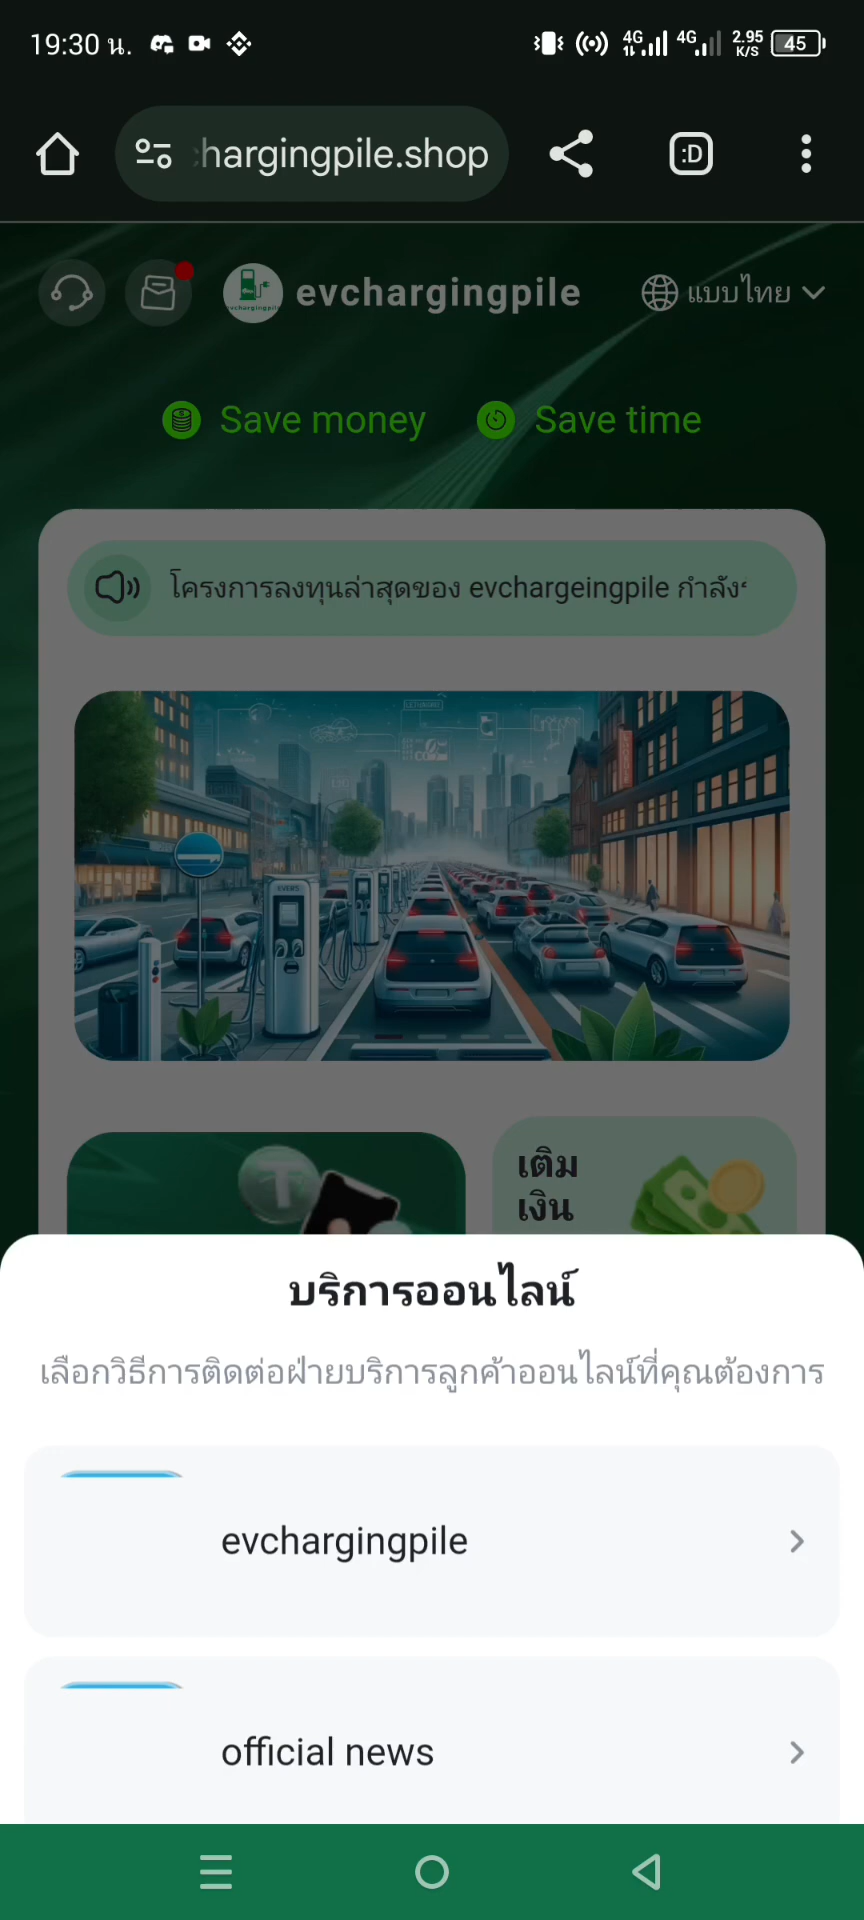 19:30 น.
4G 4G 2.95 K/S 45
hargingpile.shop :D
evchargingpile แบบไทย
Save money Save time
โครงการลงทุนล่าสุดของ evchargeingpile กำลัง
เติม
เงิน
บริการออนไลน์
เลือกวิธีการติดต่อฝ่ายบริการลูกค้าออนไลน์ที่คุณต้องการ
evchargingpile
official news